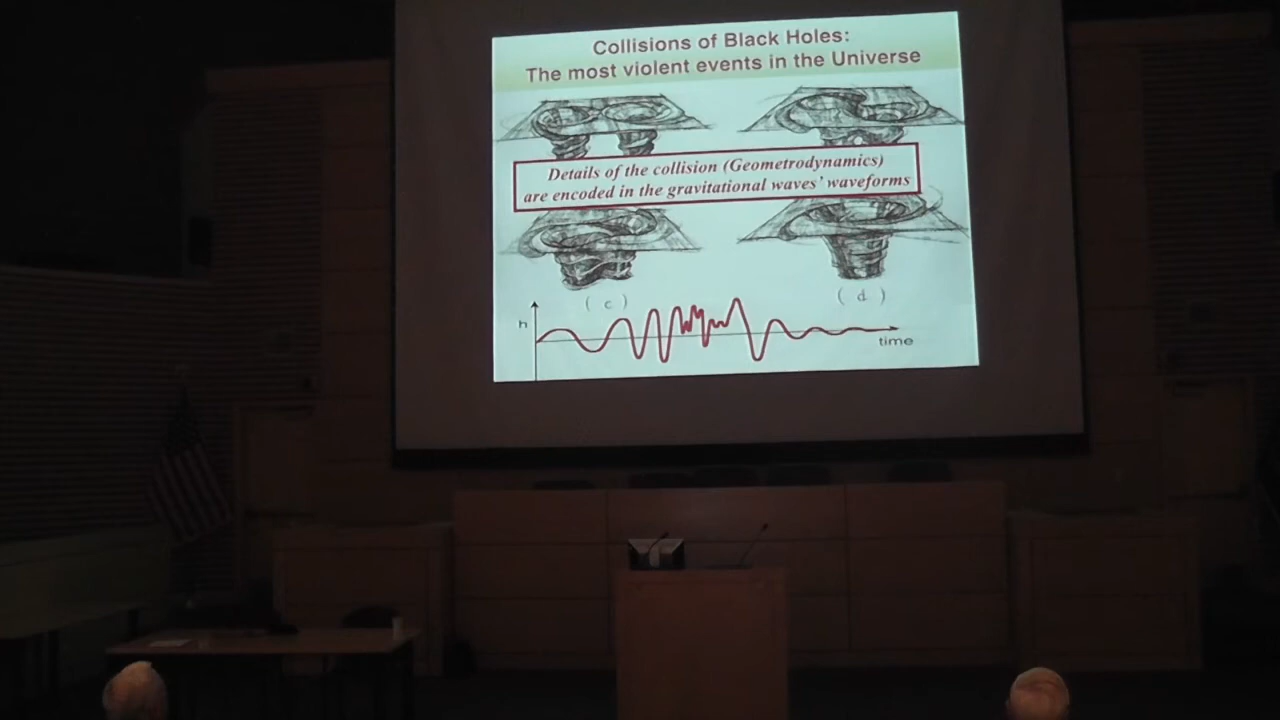 Collisions of Black Holes:
The most violent events in the Universe
Details of the collision (Geometrodynamics)
are encoded in the gravitational waves' waveforms
( c )
( d )
h
time